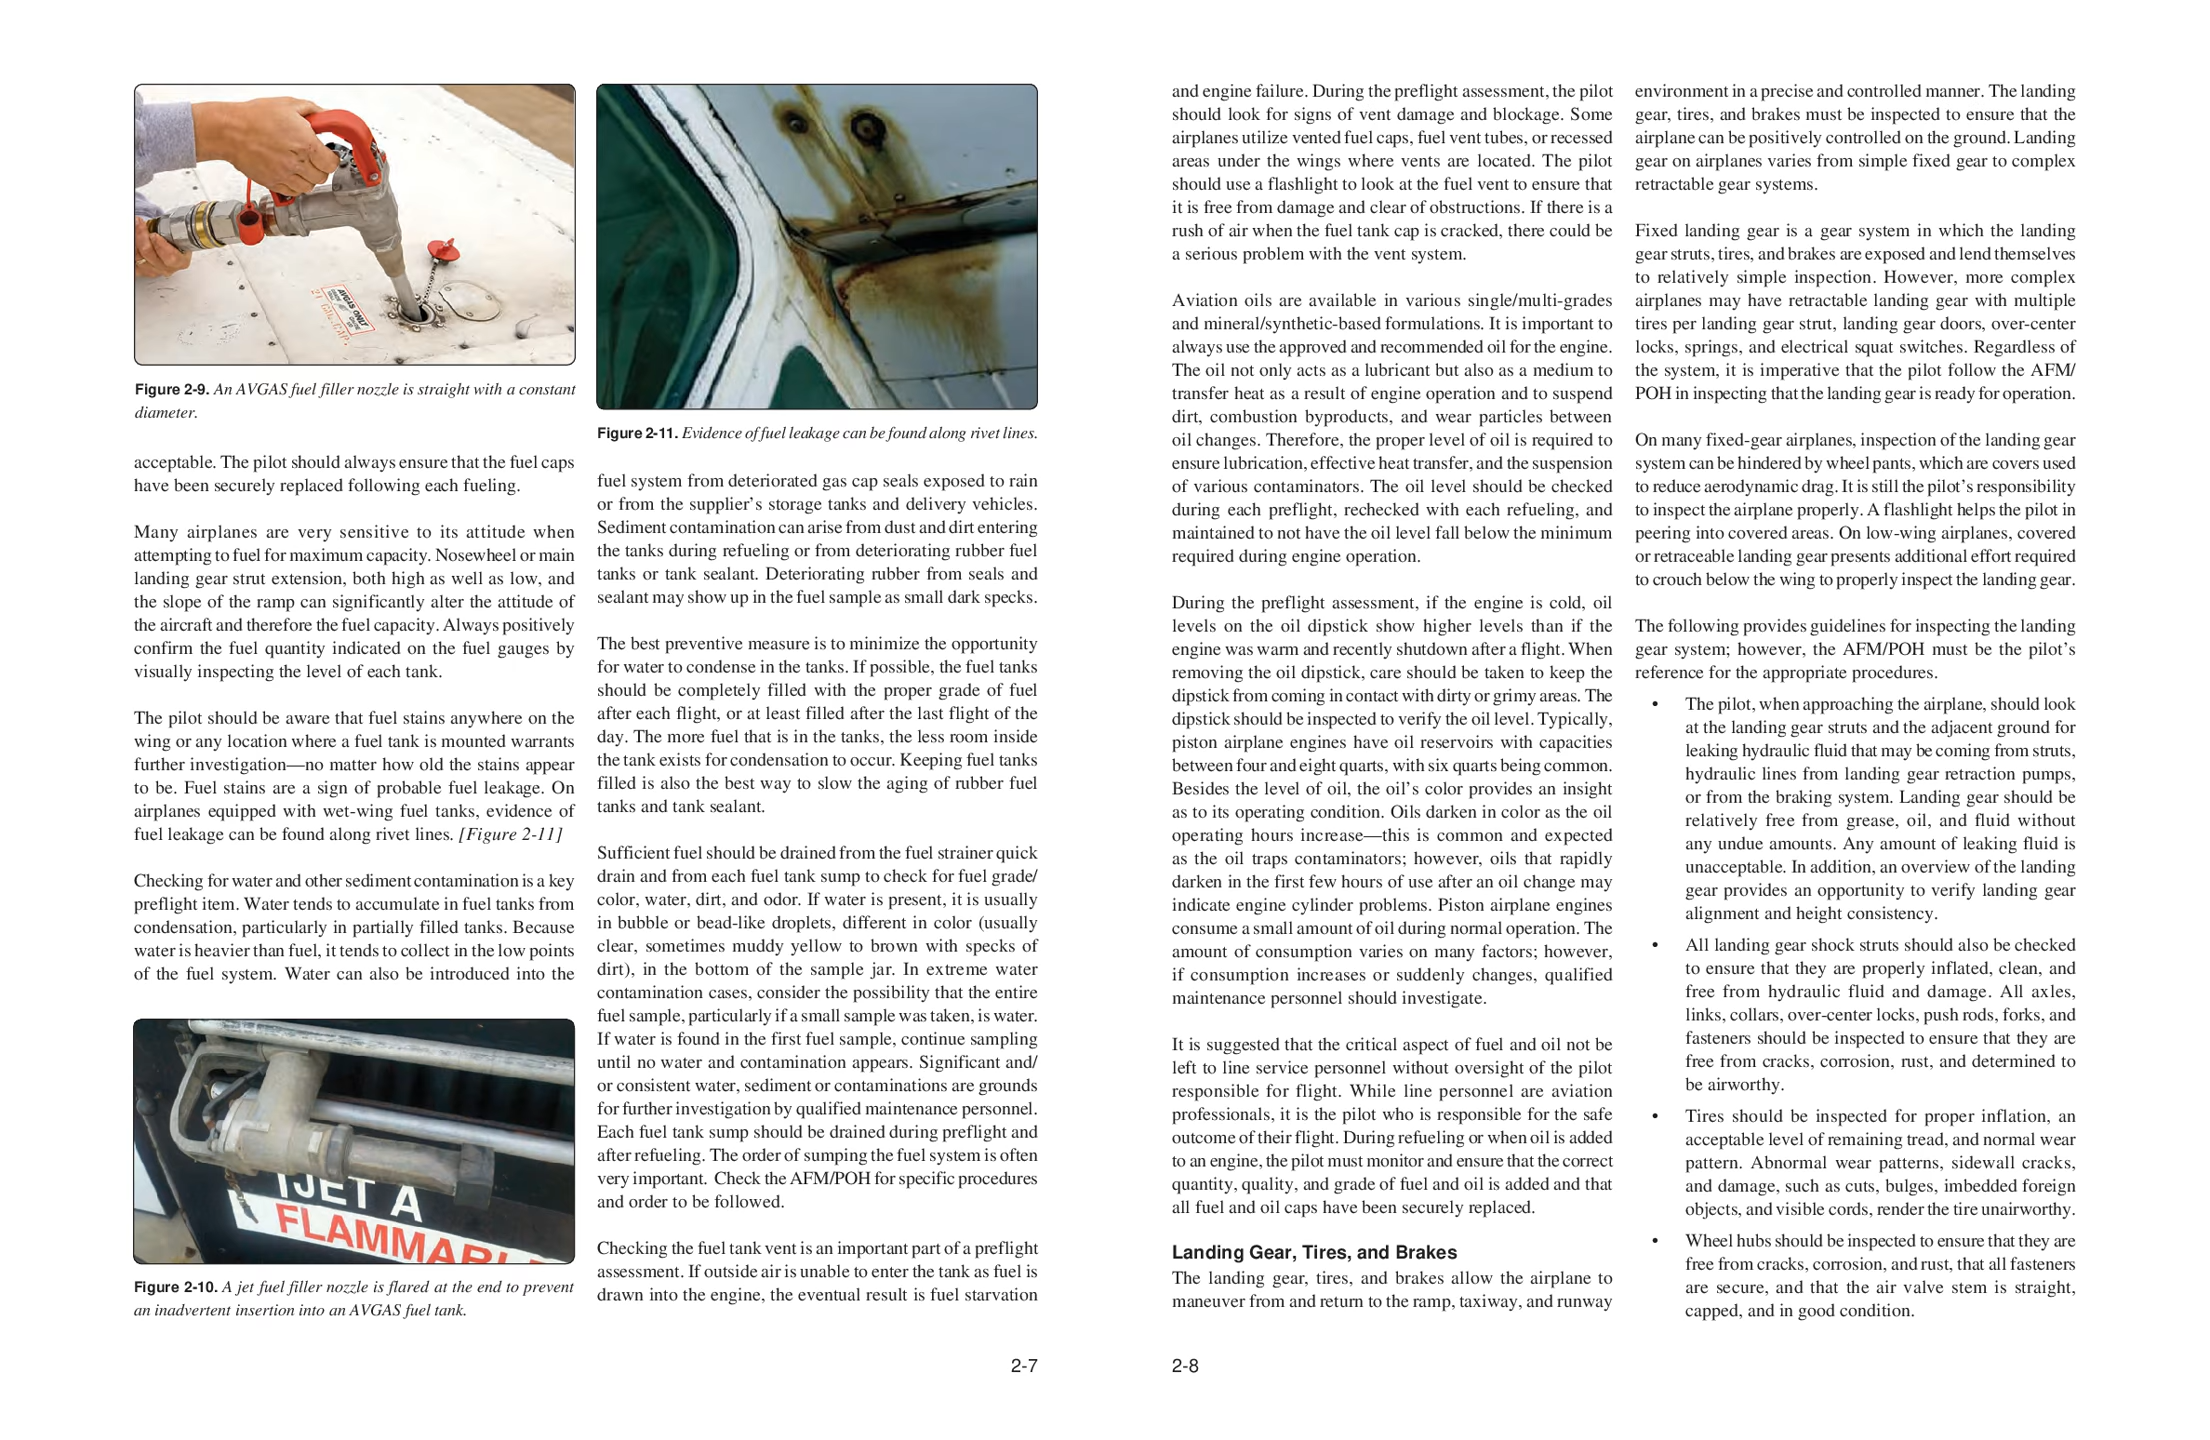 AVGAS ONLY
21 GAL. CAP.
Figure 2-9. An AVGAS fuel filler nozzle is straight with a constant
diameter.
acceptable. The pilot should always ensure that the fuel caps
have been securely replaced following each fueling.
Many airplanes are very sensitive to its attitude when
attempting to fuel for maximum capacity. Nosewheel or main
landing gear strut extension, both high as well as low, and
the slope of the ramp can significantly alter the attitude of
the aircraft and therefore the fuel capacity. Always positively
confirm the fuel quantity indicated on the fuel gauges by
visually inspecting the level of each tank.
The pilot should be aware that fuel stains anywhere on the
wing or any location where a fuel tank is mounted warrants
further investigation—no matter how old the stains appear
to be. Fuel stains are a sign of probable fuel leakage. On
airplanes equipped with wet-wing fuel tanks, evidence of
fuel leakage can be found along rivet lines. [Figure 2-11]
Checking for water and other sediment contamination is a key
preflight item. Water tends to accumulate in fuel tanks from
condensation, particularly in partially filled tanks. Because
water is heavier than fuel, it tends to collect in the low points
of the fuel system. Water can also be introduced into the
JET A
FLAMMABLE
Figure 2-10. A jet fuel filler nozzle is flared at the end to prevent
an inadvertent insertion into an AVGAS fuel tank.
Figure 2-11. Evidence of fuel leakage can be found along rivet lines.
fuel system from deteriorated gas cap seals exposed to rain
or from the supplier’s storage tanks and delivery vehicles.
Sediment contamination can arise from dust and dirt entering
the tanks during refueling or from deteriorating rubber fuel
tanks or tank sealant. Deteriorating rubber from seals and
sealant may show up in the fuel sample as small dark specks.
The best preventive measure is to minimize the opportunity
for water to condense in the tanks. If possible, the fuel tanks
should be completely filled with the proper grade of fuel
after each flight, or at least filled after the last flight of the
day. The more fuel that is in the tanks, the less room inside
the tank exists for condensation to occur. Keeping fuel tanks
filled is also the best way to slow the aging of rubber fuel
tanks and tank sealant.
Sufficient fuel should be drained from the fuel strainer quick
drain and from each fuel tank sump to check for fuel grade/
color, water, dirt, and odor. If water is present, it is usually
in bubble or bead-like droplets, different in color (usually
clear, sometimes muddy yellow to brown with specks of
dirt), in the bottom of the sample jar. In extreme water
contamination cases, consider the possibility that the entire
fuel sample, particularly if a small sample was taken, is water.
If water is found in the first fuel sample, continue sampling
until no water and contamination appears. Significant and/
or consistent water, sediment or contaminations are grounds
for further investigation by qualified maintenance personnel.
Each fuel tank sump should be drained during preflight and
after refueling. The order of sumping the fuel system is often
very important. Check the AFM/POH for specific procedures
and order to be followed.
Checking the fuel tank vent is an important part of a preflight
assessment. If outside air is unable to enter the tank as fuel is
drawn into the engine, the eventual result is fuel starvation
2-7
and engine failure. During the preflight assessment, the pilot
should look for signs of vent damage and blockage. Some
airplanes utilize vented fuel caps, fuel vent tubes, or recessed
areas under the wings where vents are located. The pilot
should use a flashlight to look at the fuel vent to ensure that
it is free from damage and clear of obstructions. If there is a
rush of air when the fuel tank cap is cracked, there could be
a serious problem with the vent system.
Aviation oils are available in various single/multi-grades
and mineral/synthetic-based formulations. It is important to
always use the approved and recommended oil for the engine.
The oil not only acts as a lubricant but also as a medium to
transfer heat as a result of engine operation and to suspend
dirt, combustion byproducts, and wear particles between
oil changes. Therefore, the proper level of oil is required to
ensure lubrication, effective heat transfer, and the suspension
of various contaminators. The oil level should be checked
during each preflight, rechecked with each refueling, and
maintained to not have the oil level fall below the minimum
required during engine operation.
During the preflight assessment, if the engine is cold, oil
levels on the oil dipstick show higher levels than if the
engine was warm and recently shutdown after a flight. When
removing the oil dipstick, care should be taken to keep the
dipstick from coming in contact with dirty or grimy areas. The
dipstick should be inspected to verify the oil level. Typically,
piston airplane engines have oil reservoirs with capacities
between four and eight quarts, with six quarts being common.
Besides the level of oil, the oil’s color provides an insight
as to its operating condition. Oils darken in color as the oil
operating hours increase—this is common and expected
as the oil traps contaminators; however, oils that rapidly
darken in the first few hours of use after an oil change may
indicate engine cylinder problems. Piston airplane engines
consume a small amount of oil during normal operation. The
amount of consumption varies on many factors; however,
if consumption increases or suddenly changes, qualified
maintenance personnel should investigate.
It is suggested that the critical aspect of fuel and oil not be
left to line service personnel without oversight of the pilot
responsible for flight. While line personnel are aviation
professionals, it is the pilot who is responsible for the safe
outcome of their flight. During refueling or when oil is added
to an engine, the pilot must monitor and ensure that the correct
quantity, quality, and grade of fuel and oil is added and that
all fuel and oil caps have been securely replaced.
Landing Gear, Tires, and Brakes
The landing gear, tires, and brakes allow the airplane to
maneuver from and return to the ramp, taxiway, and runway
environment in a precise and controlled manner. The landing
gear, tires, and brakes must be inspected to ensure that the
airplane can be positively controlled on the ground. Landing
gear on airplanes varies from simple fixed gear to complex
retractable gear systems.
Fixed landing gear is a gear system in which the landing
gear struts, tires, and brakes are exposed and lend themselves
to relatively simple inspection. However, more complex
airplanes may have retractable landing gear with multiple
tires per landing gear strut, landing gear doors, over-center
locks, springs, and electrical squat switches. Regardless of
the system, it is imperative that the pilot follow the AFM/
POH in inspecting that the landing gear is ready for operation.
On many fixed-gear airplanes, inspection of the landing gear
system can be hindered by wheel pants, which are covers used
to reduce aerodynamic drag. It is still the pilot’s responsibility
to inspect the airplane properly. A flashlight helps the pilot in
peering into covered areas. On low-wing airplanes, covered
or retraceable landing gear presents additional effort required
to crouch below the wing to properly inspect the landing gear.
The following provides guidelines for inspecting the landing
gear system; however, the AFM/POH must be the pilot’s
reference for the appropriate procedures.
• The pilot, when approaching the airplane, should look
at the landing gear struts and the adjacent ground for
leaking hydraulic fluid that may be coming from struts,
hydraulic lines from landing gear retraction pumps,
or from the braking system. Landing gear should be
relatively free from grease, oil, and fluid without
any undue amounts. Any amount of leaking fluid is
unacceptable. In addition, an overview of the landing
gear provides an opportunity to verify landing gear
alignment and height consistency.
• All landing gear shock struts should also be checked
to ensure that they are properly inflated, clean, and
free from hydraulic fluid and damage. All axles,
links, collars, over-center locks, push rods, forks, and
fasteners should be inspected to ensure that they are
free from cracks, corrosion, rust, and determined to
be airworthy.
• Tires should be inspected for proper inflation, an
acceptable level of remaining tread, and normal wear
pattern. Abnormal wear patterns, sidewall cracks,
and damage, such as cuts, bulges, imbedded foreign
objects, and visible cords, render the tire unairworthy.
• Wheel hubs should be inspected to ensure that they are
free from cracks, corrosion, and rust, that all fasteners
are secure, and that the air valve stem is straight,
capped, and in good condition.
2-8